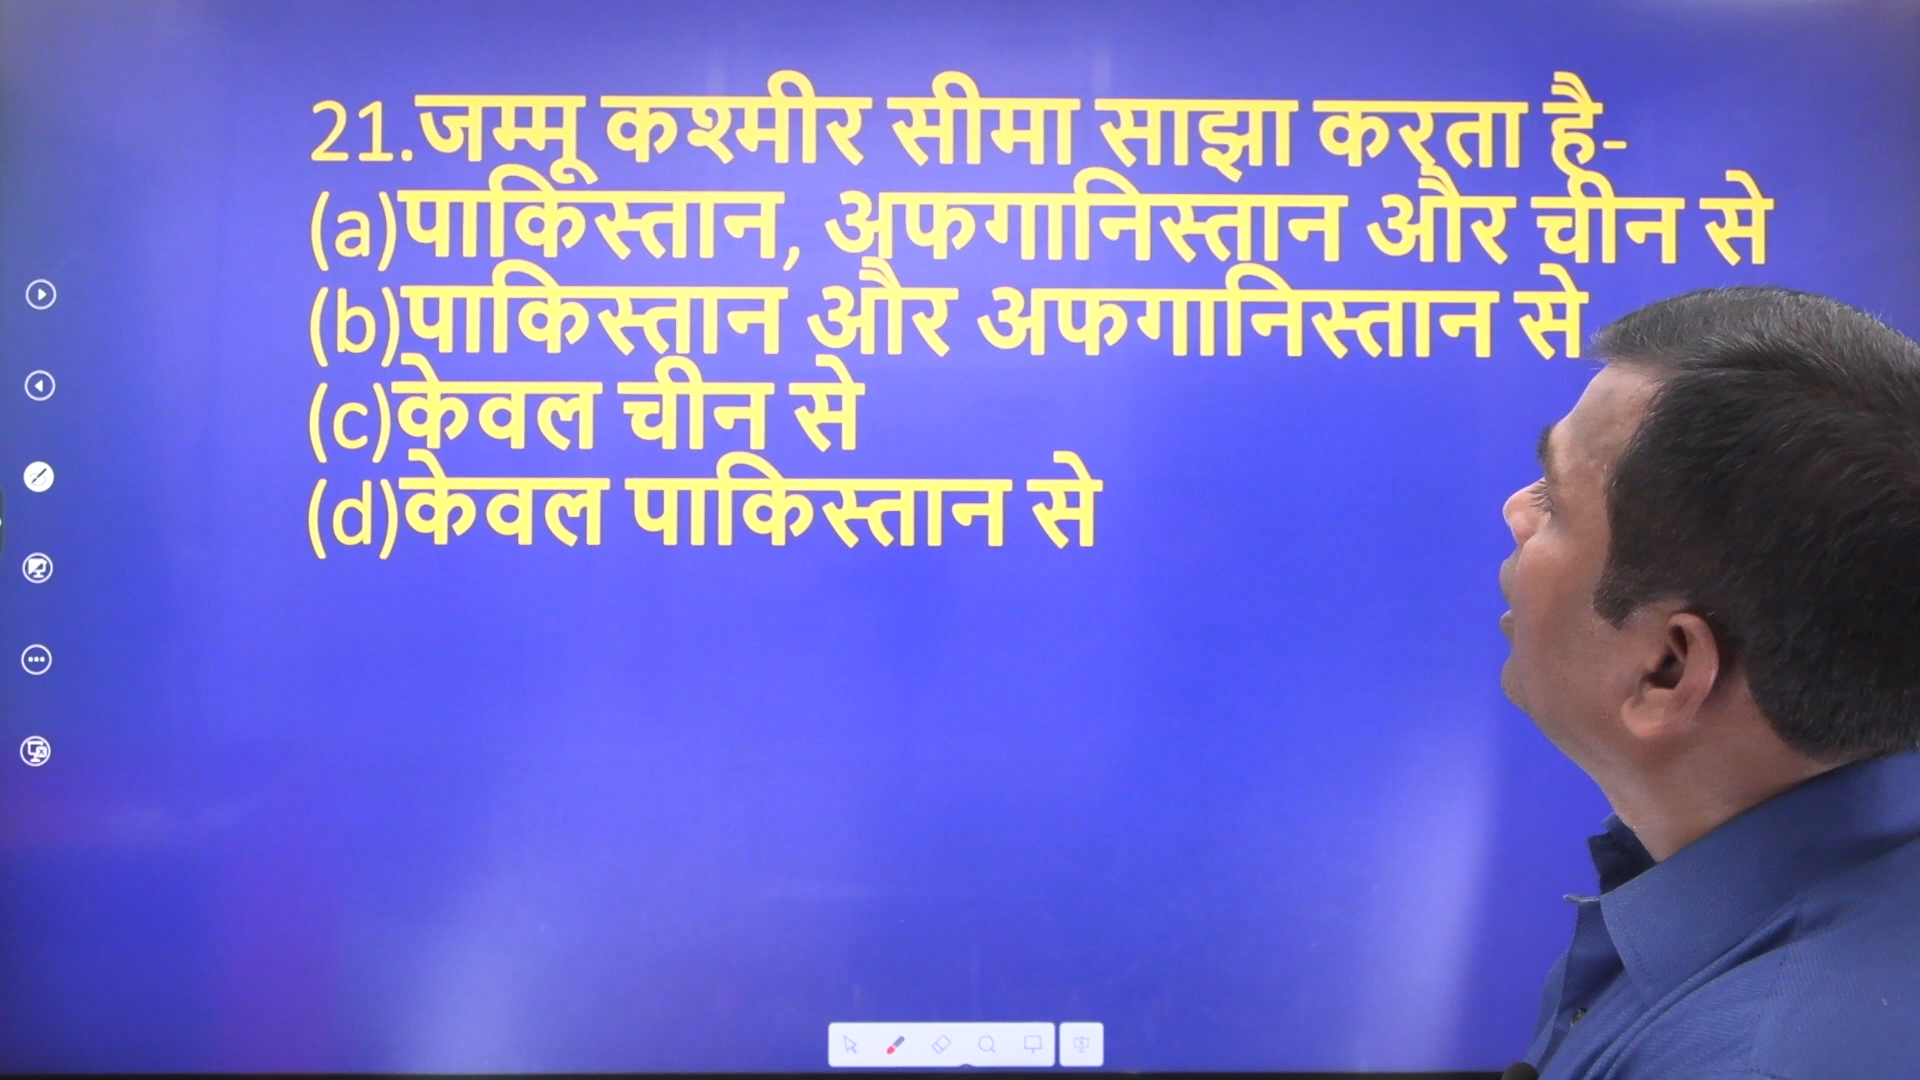 21.जम्मू कश्मीर सीमा साझा करता है-
(a)पाकिस्तान, अफगानिस्तान और चीन से
(b)पाकिस्तान और अफगानिस्तान से
(c)केवल चीन से
(d)केवल पाकिस्तान से